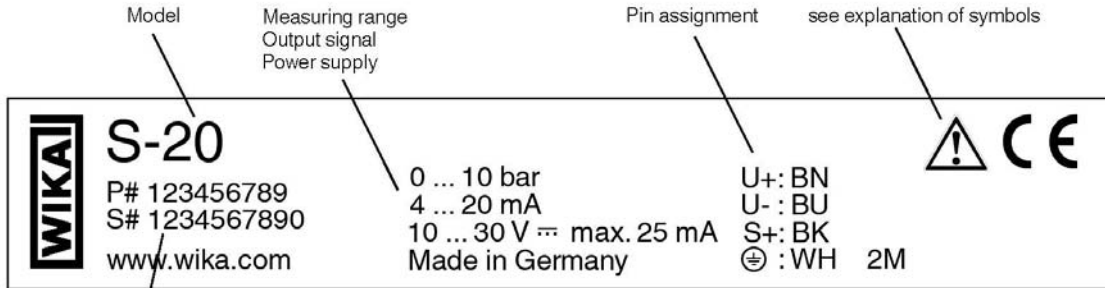 Model
Measuring range
Output signal
Power supply
Pin assignment
see explanation of symbols
WIKA
S-20
P# 123456789
S# 1234567890
www.wika.com
0 ... 10 bar
4 ... 20 mA
10 ... 30 V ⎓ max. 25 mA
Made in Germany
U+: BN
U- : BU
S+: BK
⏚ : WH 2M
CE